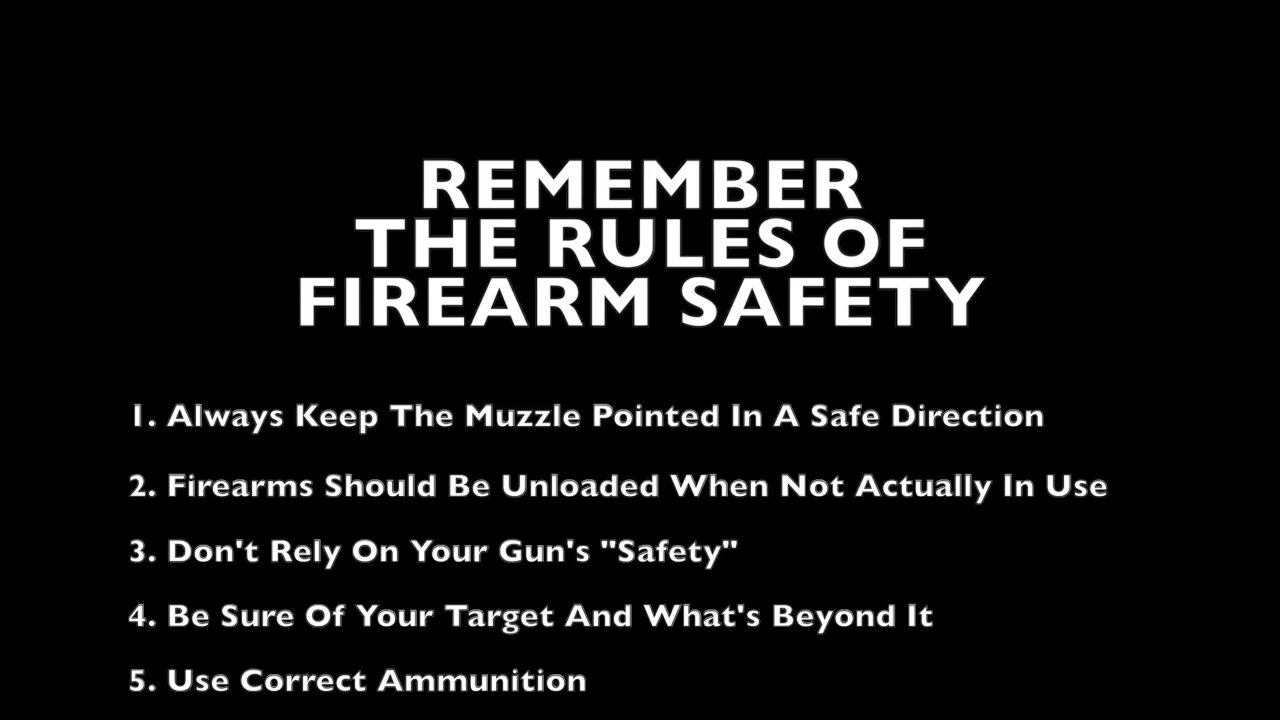 REMEMBER
THE RULES OF
FIREARM SAFETY
1. Always Keep The Muzzle Pointed In A Safe Direction
2. Firearms Should Be Unloaded When Not Actually In Use
3. Don't Rely On Your Gun's "Safety"
4. Be Sure Of Your Target And What's Beyond It
5. Use Correct Ammunition